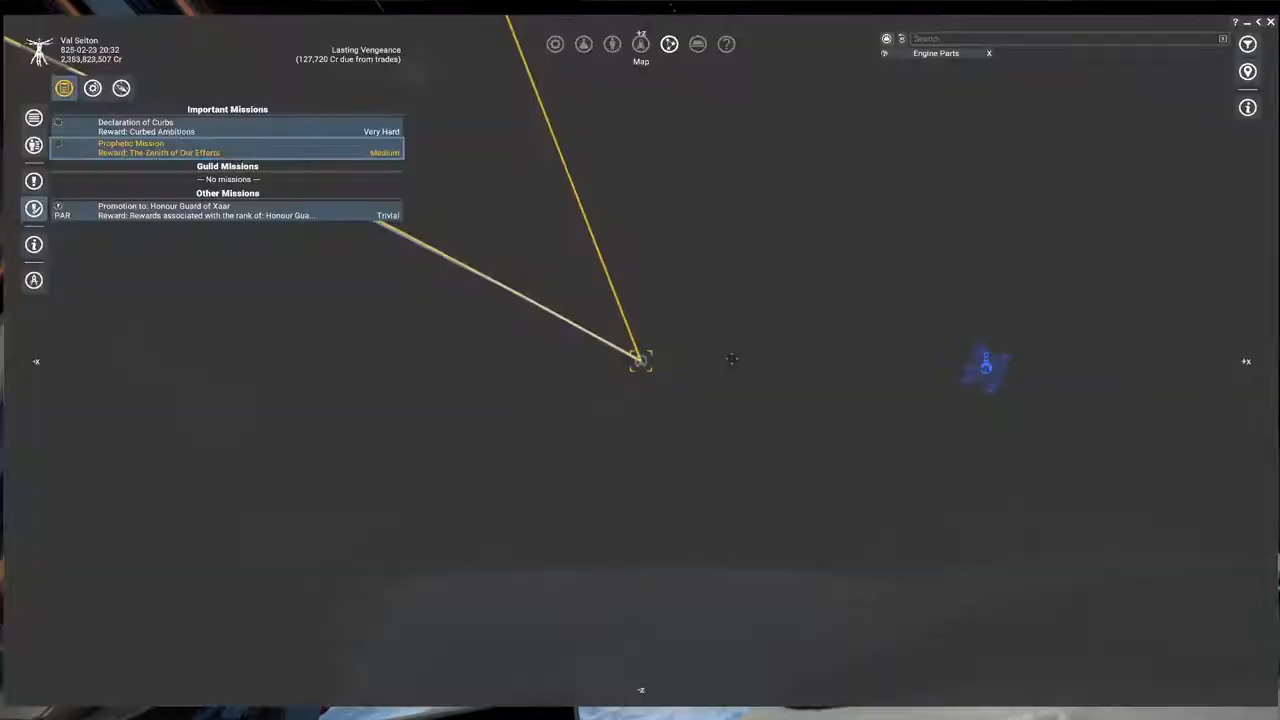 Val Selton
825-02-23 20:32
2,383,823,507 Cr
Lasting Vengeance
(127,720 Cr due from trades)
+Z
Map
Search
Engine Parts X
Important Missions
Declaration of Curbs
Reward: Curbed Ambitions Very Hard
Prophetic Mission
Reward: The Zenith of Our Efforts Medium
Guild Missions
— No missions —
Other Missions
Promotion to: Honour Guard of Xaar
PAR Reward: Rewards associated with the rank of: Honour Gua... Trivial
-X
+X
-Z